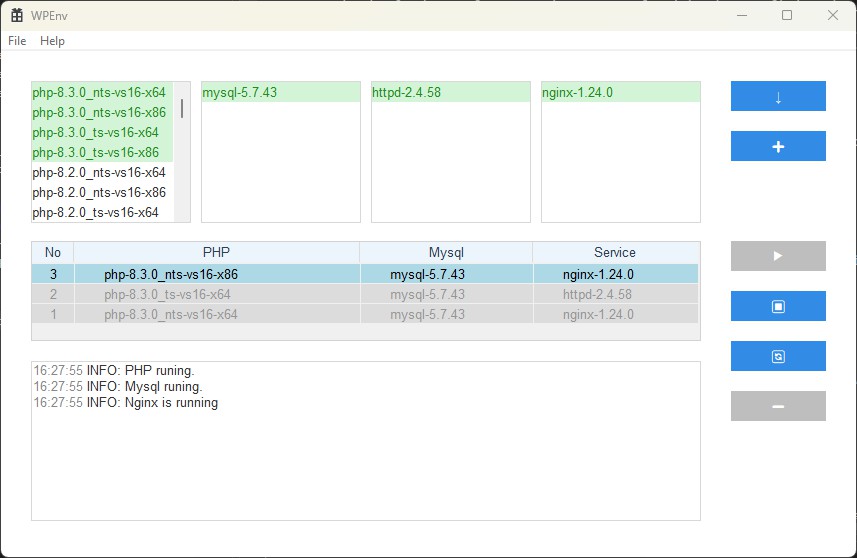 WPEnv
File Help
php-8.3.0_nts-vs16-x64
php-8.3.0_nts-vs16-x86
php-8.3.0_ts-vs16-x64
php-8.3.0_ts-vs16-x86
php-8.2.0_nts-vs16-x64
php-8.2.0_nts-vs16-x86
php-8.2.0_ts-vs16-x64
mysql-5.7.43
httpd-2.4.58
nginx-1.24.0
No PHP Mysql Service
3 php-8.3.0_nts-vs16-x86 mysql-5.7.43 nginx-1.24.0
2 php-8.3.0_ts-vs16-x64 mysql-5.7.43 httpd-2.4.58
1 php-8.3.0_nts-vs16-x64 mysql-5.7.43 nginx-1.24.0
16:27:55 INFO: PHP runing.
16:27:55 INFO: Mysql runing.
16:27:55 INFO: Nginx is running